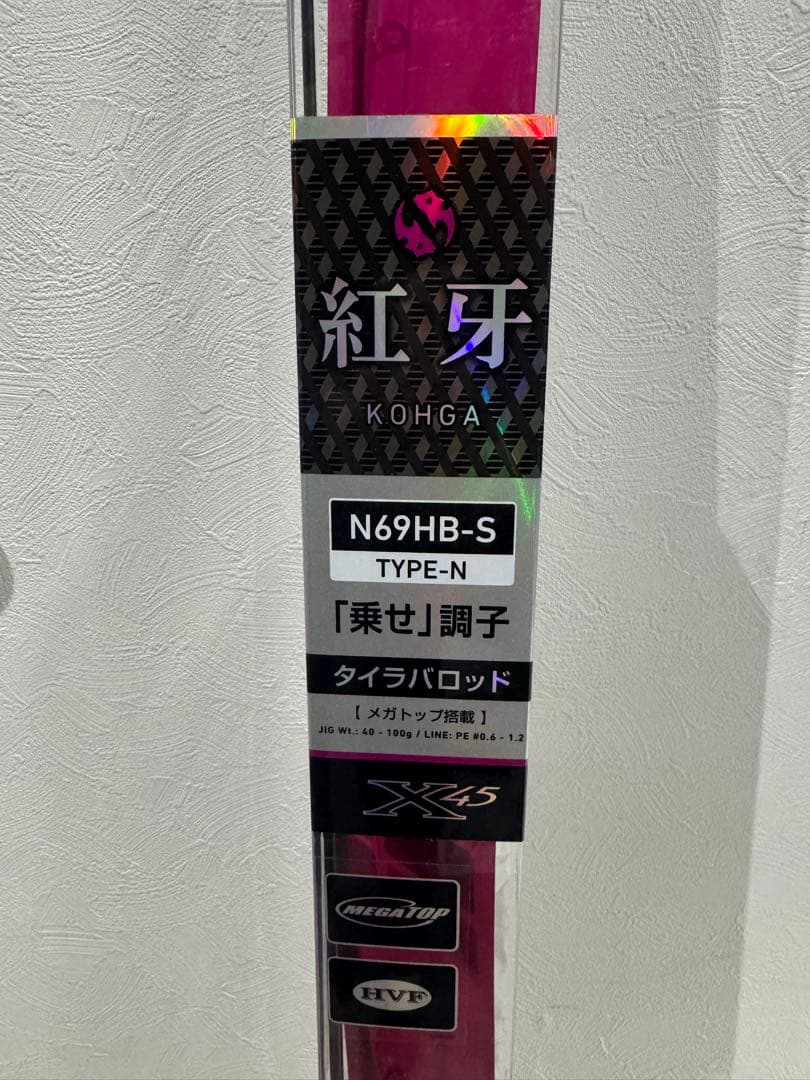 紅牙
KOHGA
N69HB-S
TYPE-N
「乗せ」調子
タイラバロッド
【 メガトップ搭載 】
JIG Wt.: 40 - 100g / LINE: PE #0.6 - 1.2
X45
MEGATOP
HVF